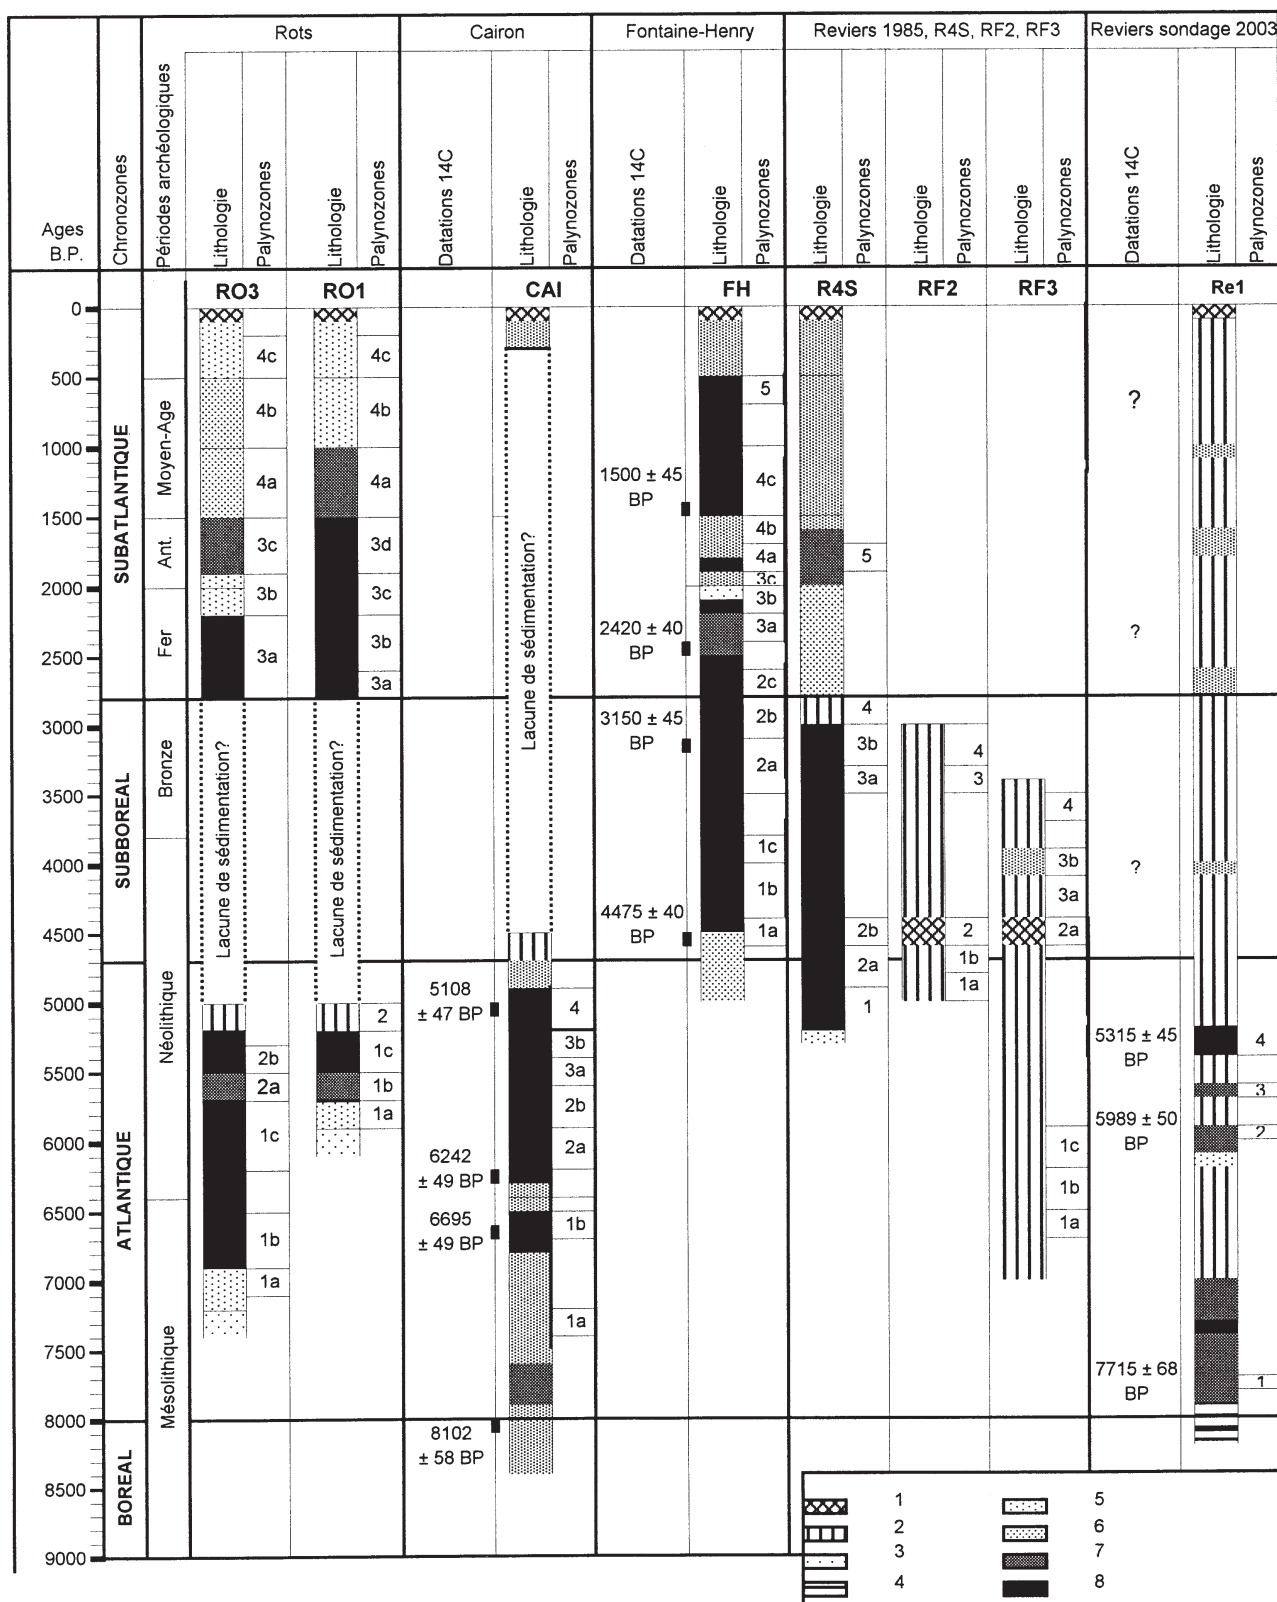 Rots
Cairon
Fontaine-Henry
Reviers 1985, R4S, RF2, RF3
Reviers sondage 2003
Ages
B.P.
Chronozones
Périodes archéologiques
Lithologie
Palynozones
Lithologie
Palynozones
Datations 14C
Lithologie
Palynozones
Datations 14C
Lithologie
Palynozones
Lithologie
Palynozones
Lithologie
Palynozones
Lithologie
Palynozones
Datations 14C
Lithologie
Palynozones
RO3
RO1
CAI
FH
R4S
RF2
RF3
Re1
0
500
1000
1500
2000
2500
3000
3500
4000
4500
5000
5500
6000
6500
7000
7500
8000
8500
9000
SUBATLANTIQUE
SUBBOREAL
ATLANTIQUE
BOREAL
Moyen-Age
Ant.
Fer
Bronze
Néolithique
Mésolithique
4c
4b
4a
3c
3b
3a
Lacune de sédimentation?
2b
2a
1c
1b
1a
4c
4b
4a
3d
3c
3b
3a
Lacune de sédimentation?
2
1c
1b
1a
5108
± 47 BP
6242
± 49 BP
6695
± 49 BP
8102
± 58 BP
Lacune de sédimentation?
4
3b
3a
2b
2a
1b
1a
1500 ± 45
BP
2420 ± 40
BP
3150 ± 45
BP
4475 ± 40
BP
5
4c
4b
4a
3c
3b
3a
2c
2b
2a
1c
1b
1a
5
4
3b
3a
2b
2a
1
4
3
2
1b
1a
4
3b
3a
2a
1c
1b
1a
?
?
?
5315 ± 45
BP
5989 ± 50
BP
7715 ± 68
BP
4
3
2
1
1
2
3
4
5
6
7
8